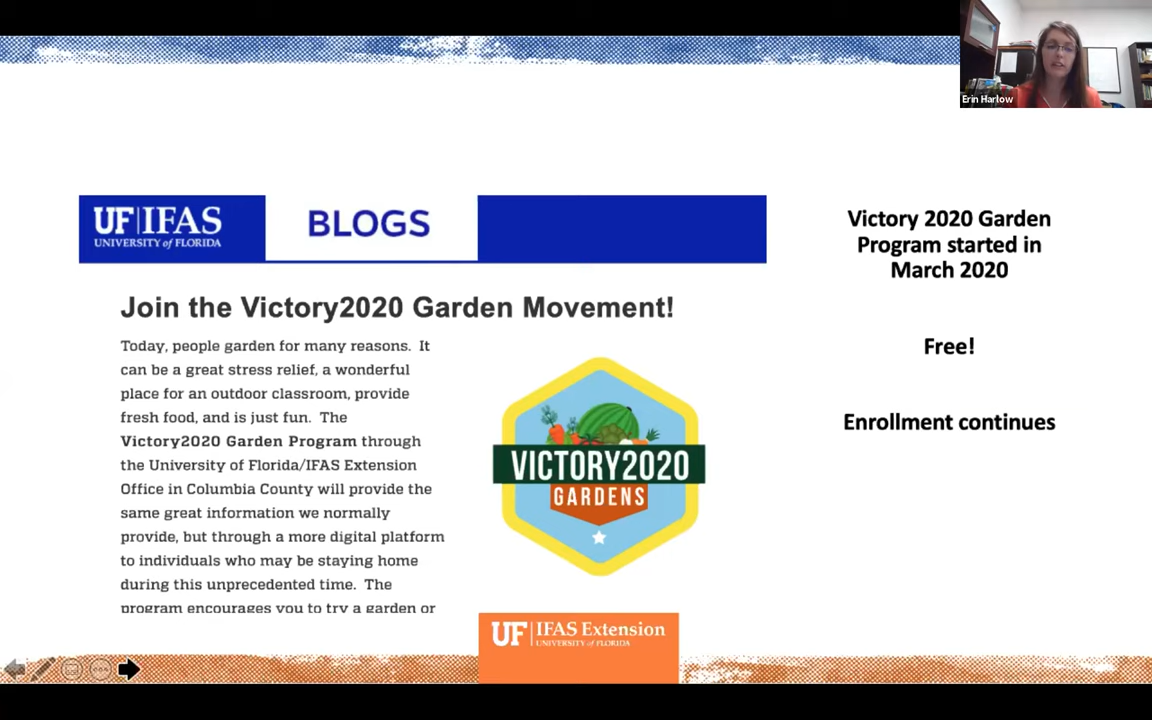 Erin Harlow
UF|IFAS
UNIVERSITY of FLORIDA
BLOGS
Join the Victory2020 Garden Movement!
Today, people garden for many reasons. It
can be a great stress relief, a wonderful
place for an outdoor classroom, provide
fresh food, and is just fun. The
Victory2020 Garden Program through
the University of Florida/IFAS Extension
Office in Columbia County will provide the
same great information we normally
provide, but through a more digital platform
to individuals who may be staying home
during this unprecedented time. The
program encourages you to try a garden or
VICTORY2020
GARDENS
Victory 2020 Garden
Program started in
March 2020
Free!
Enrollment continues
UF|IFAS Extension
UNIVERSITY of FLORIDA